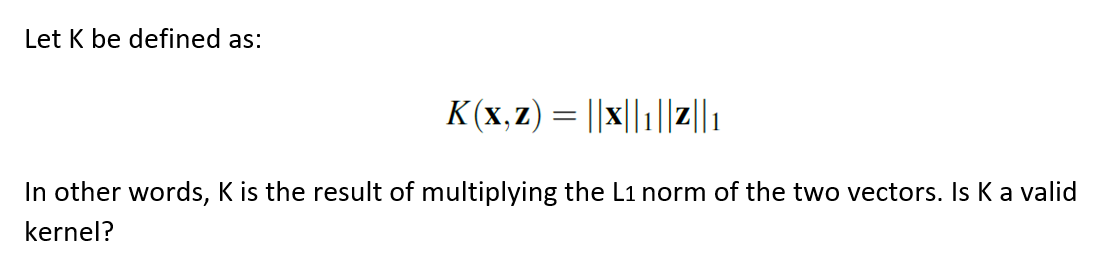 Let K be defined as:
K(x,z) = ||x||₁||z||₁
In other words, K is the result of multiplying the L1 norm of the two vectors. Is K a valid
kernel?